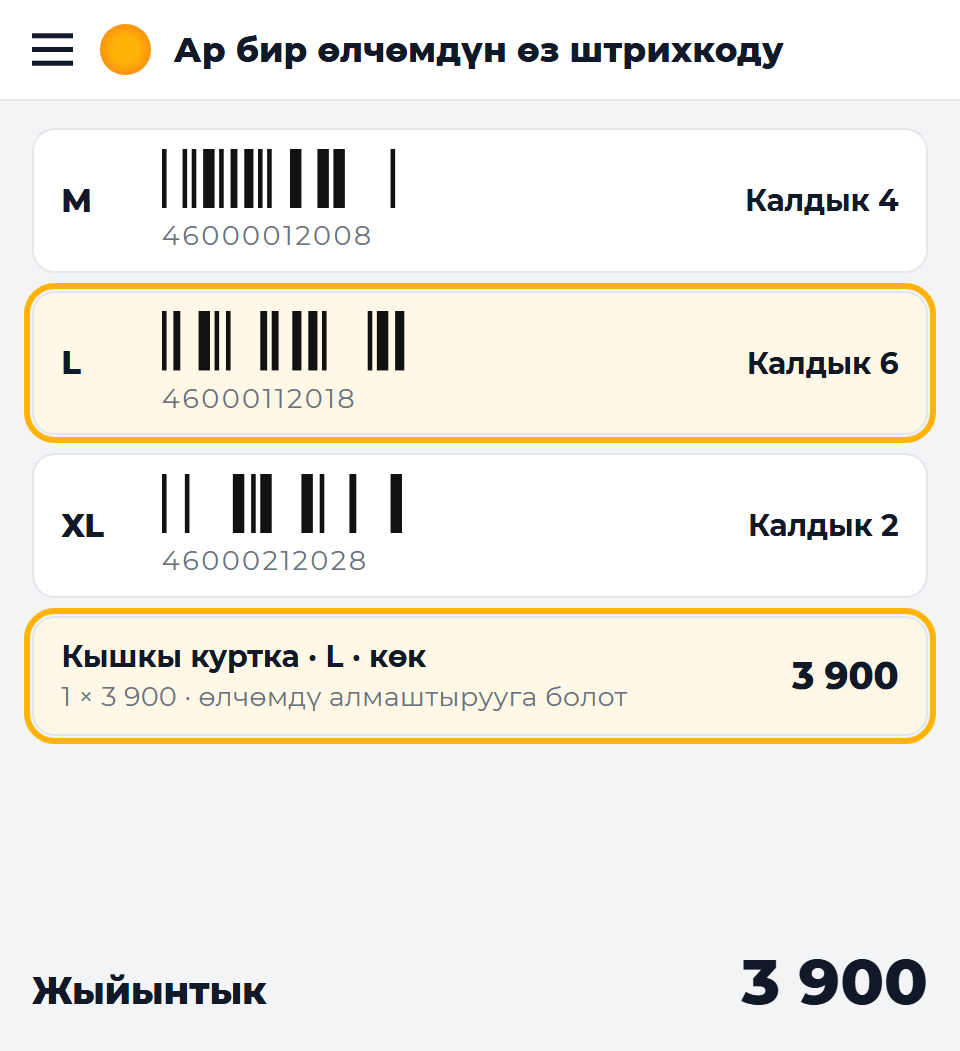 Ар бир өлчөмдүн өз штрихкоду
M
46000012008
Калдык 4
L
46000112018
Калдык 6
XL
46000212028
Калдык 2
Кышкы куртка · L · көк
1 × 3 900 · өлчөмдү алмаштырууга болот
3 900
Жыйынтык
3 900